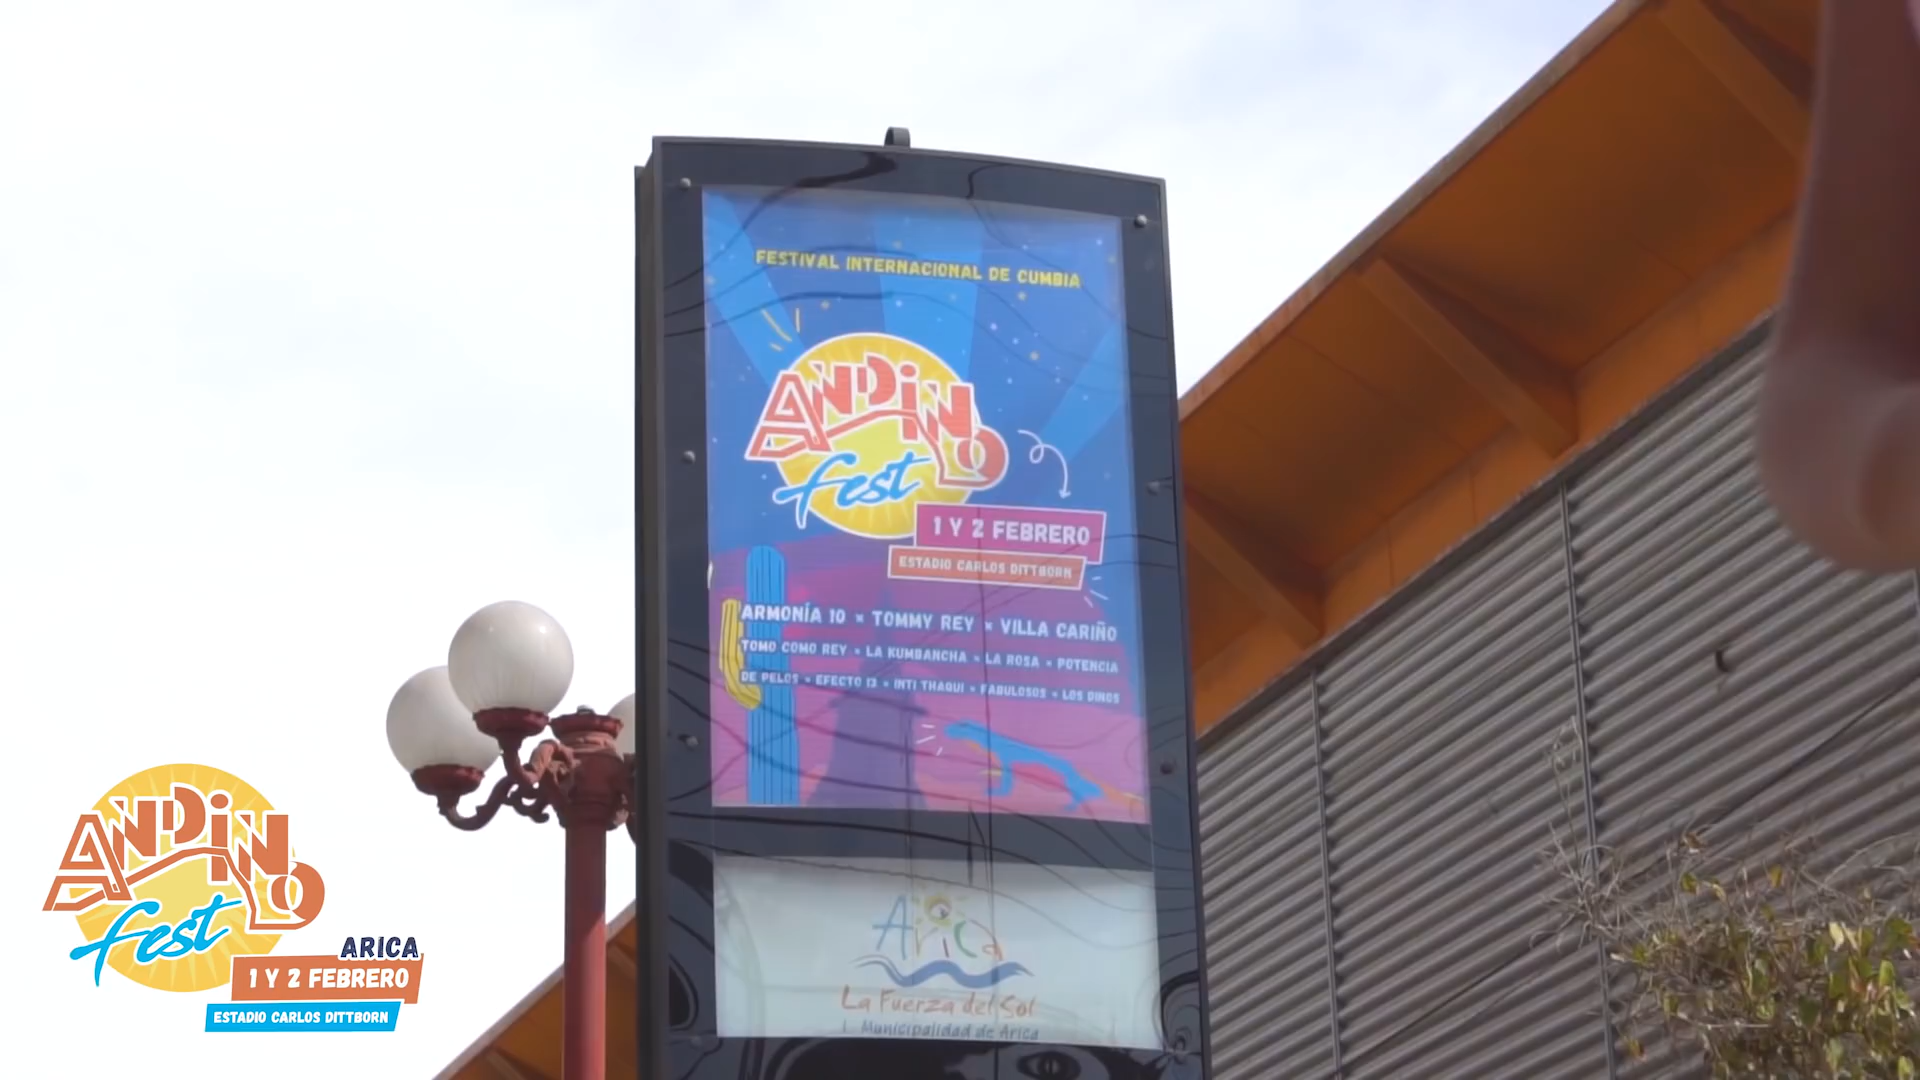 FESTIVAL INTERNACIONAL DE CUMBIA
ANDINO
fest
1 Y 2 FEBRERO
ESTADIO CARLOS DITTBORN
ARMONÍA 10 × TOMMY REY × VILLA CARIÑO
TOMO COMO REY × LA KUMBANCHA × LA ROSA × POTENCIA
DE PELOS × EFECTO 13 × INTI THAQUI × FABULOSOS × LOS DINOS
Arica
La Fuerza del Sol
I. Municipalidad de Arica
ANDINO
fest
ARICA
1 Y 2 FEBRERO
ESTADIO CARLOS DITTBORN